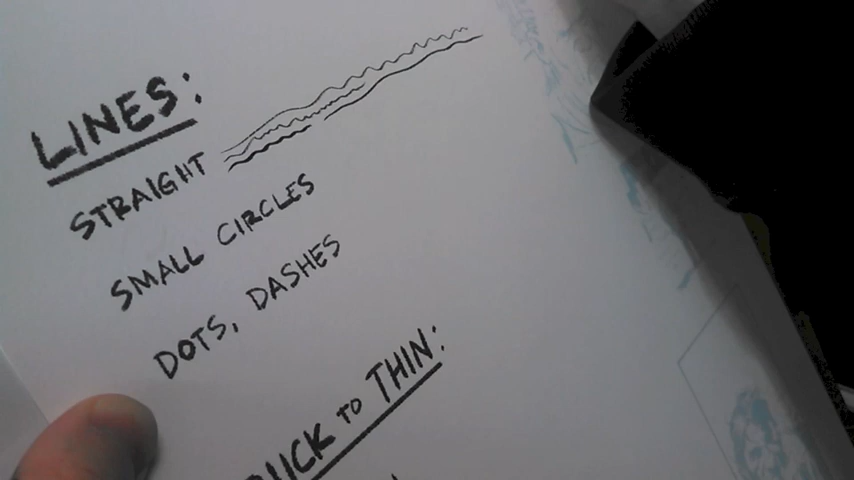 LINES:
STRAIGHT
SMALL CIRCLES
DOTS, DASHES
TO THIN: